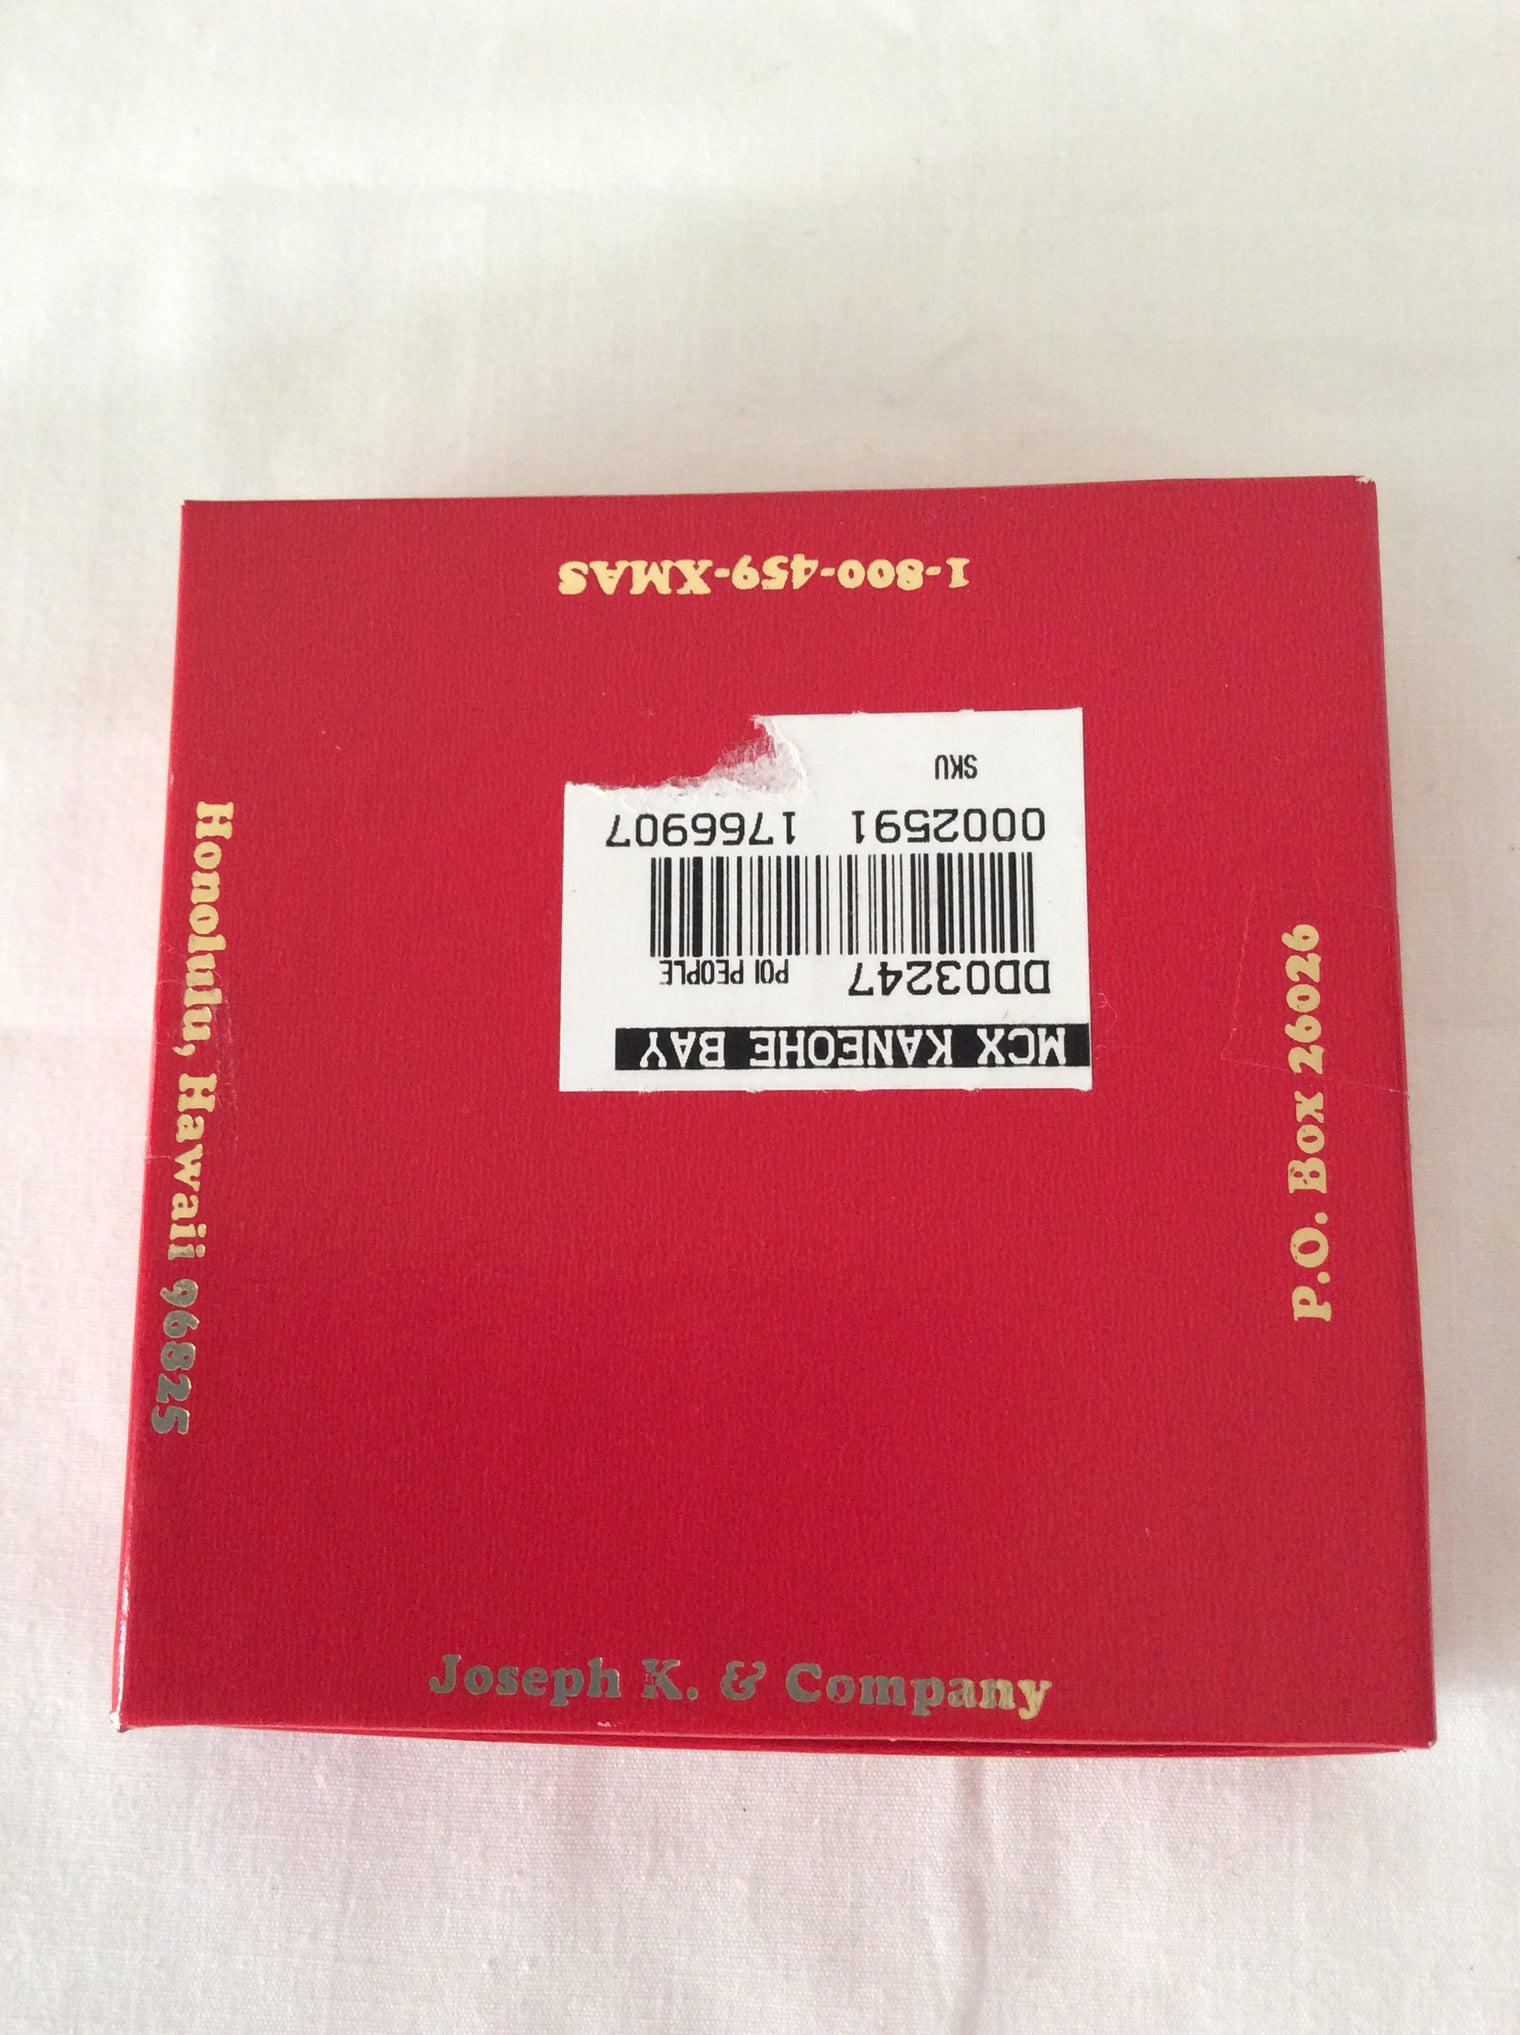 Joseph K. & Company
P.O. Box 26026
Honolulu, Hawaii 96825
1-800-459-XMAS
MCX KANEOHE BAY
DD03247 POI PEOPLE
0002591 1766907
SKU